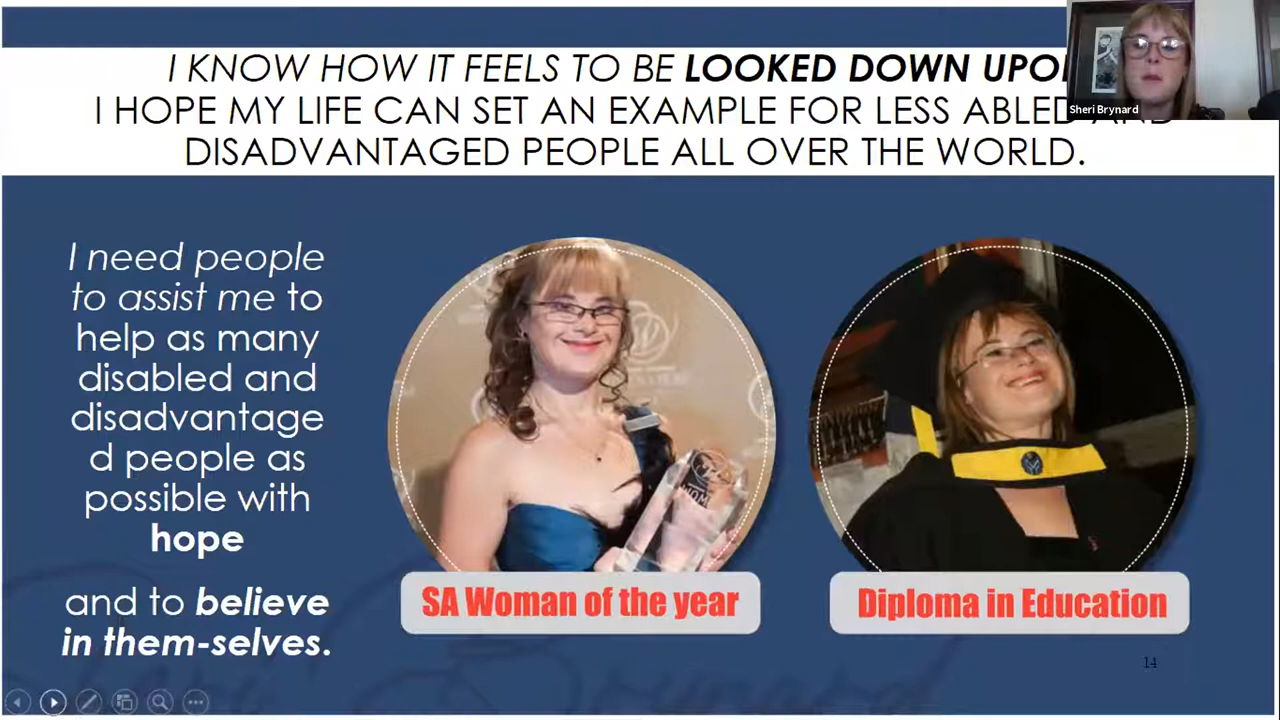 I KNOW HOW IT FEELS TO BE LOOKED DOWN UPO
I HOPE MY LIFE CAN SET AN EXAMPLE FOR LESS ABLED AND
DISADVANTAGED PEOPLE ALL OVER THE WORLD.
Sheri Brynard
I need people
to assist me to
help as many
disabled and
disadvantage
d people as
possible with
hope
and to believe
in them-selves.
SA Woman of the year
Diploma in Education
14